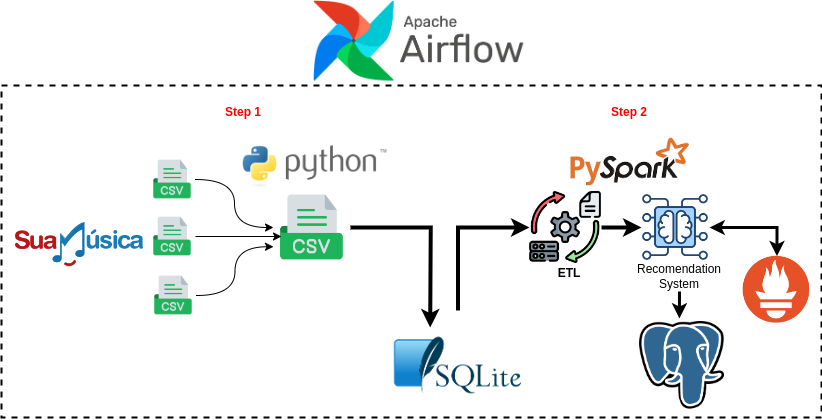 Apache
Airflow
Step 1
Step 2
python™
PySpark
CSV
CSV
CSV
CSV
SuaMúsica
ETL
Recomendation
System
SQLite